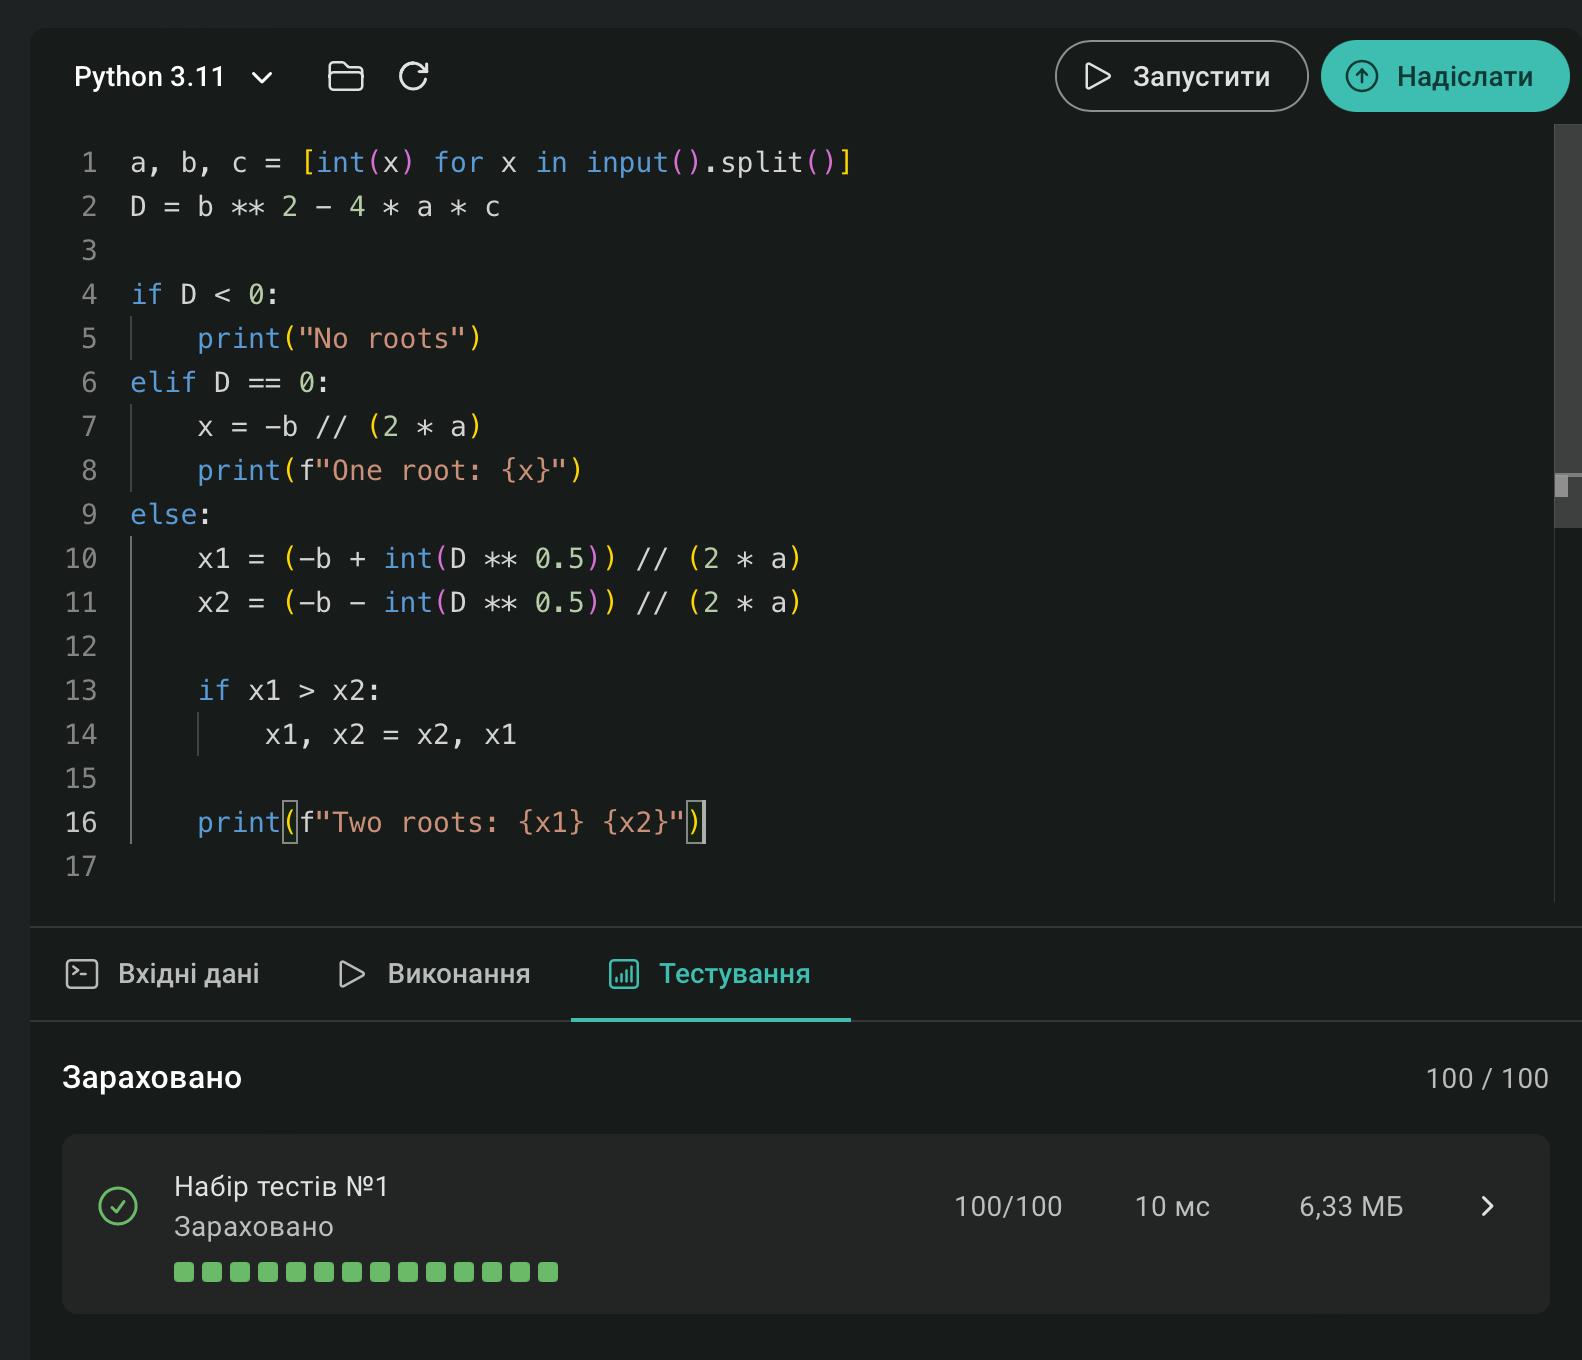 Python 3.11
Запустити
Надіслати
1 a, b, c = [int(x) for x in input().split()]
2 D = b ** 2 - 4 * a * c
3
4 if D < 0:
5     print("No roots")
6 elif D == 0:
7     x = -b // (2 * a)
8     print(f"One root: {x}")
9 else:
10     x1 = (-b + int(D ** 0.5)) // (2 * a)
11     x2 = (-b - int(D ** 0.5)) // (2 * a)
12
13     if x1 > x2:
14         x1, x2 = x2, x1
15
16     print(f"Two roots: {x1} {x2}")
17
Вхідні дані
Виконання
Тестування
Зараховано
100 / 100
Набір тестів №1
Зараховано
100/100
10 мс
6,33 МБ